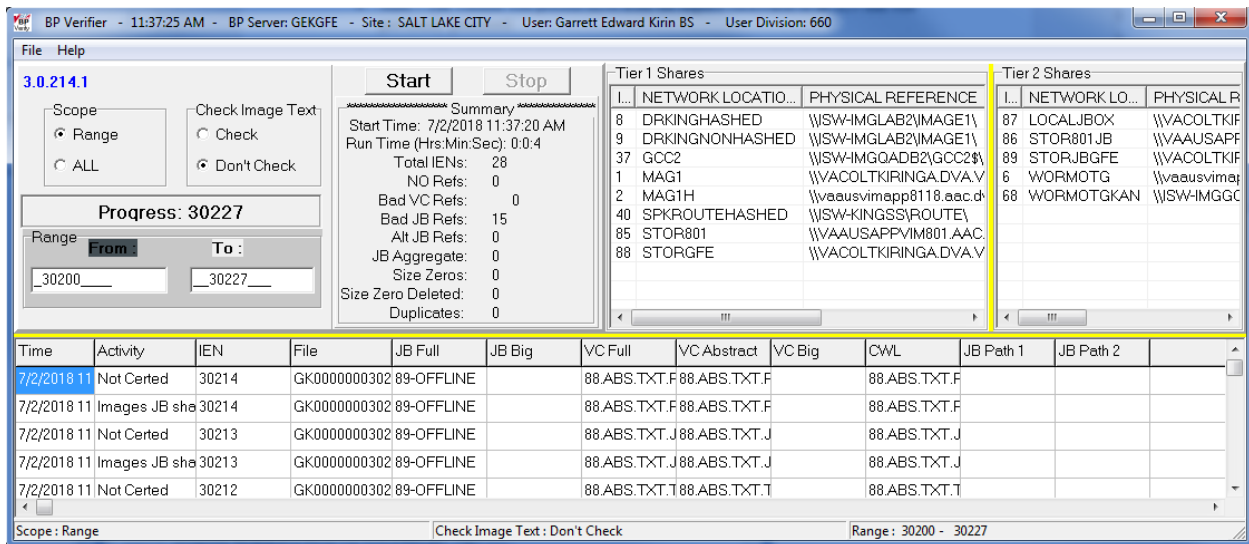 BP Verifier - 11:37:25 AM - BP Server: GEKGFE - Site : SALT LAKE CITY - User: Garrett Edward Kirin BS - User Division: 660
File Help
3.0.214.1
Scope
Range
ALL
Check Image Text
Check
Don't Check
Progress: 30227
Range
From :
To :
_30200____
__30227___
Start
Stop
Summary
Start Time: 7/2/2018 11:37:20 AM
Run Time (Hrs:Min:Sec): 0:0:4
Total IENs: 28
NO Refs: 0
Bad VC Refs: 0
Bad JB Refs: 15
Alt JB Refs: 0
JB Aggregate: 0
Size Zeros: 0
Size Zero Deleted: 0
Duplicates: 0
Tier 1 Shares
I... NETWORK LOCATIO... PHYSICAL REFERENCE
8 DRKINGHASHED \\ISW-IMGLAB2\IMAGE1\
9 DRKINGNONHASHED \\ISW-IMGLAB2\IMAGE1\
37 GCC2 \\ISW-IMGQADB2\GCC2$\
1 MAG1 \\VACOLTKIRINGA.DVA.V
2 MAG1H \\vaausvimapp8118.aac.d
40 SPKROUTEHASHED \\ISW-KINGSS\ROUTE\
85 STOR801 \\VAAUSAPPVIM801.AAC.
88 STORGFE \\VACOLTKIRINGA.DVA.V
Tier 2 Shares
I... NETWORK LO... PHYSICAL R
87 LOCALJBOX \\VACOLTKIF
86 STOR801JB \\VAAUSAPF
89 STORJBGFE \\VACOLTKIF
6 WORMOTG \\vaausvimap
68 WORMOTGKAN \\ISW-IMGGC
Time Activity IEN File JB Full JB Big VC Full VC Abstract VC Big CWL JB Path 1 JB Path 2
7/2/2018 11 Not Certed 30214 GK0000000302 89-OFFLINE 88.ABS.TXT.F 88.ABS.TXT.F 88.ABS.TXT.F
7/2/2018 11 Images JB sha 30214 GK0000000302 89-OFFLINE 88.ABS.TXT.F 88.ABS.TXT.F 88.ABS.TXT.F
7/2/2018 11 Not Certed 30213 GK0000000302 89-OFFLINE 88.ABS.TXT.J 88.ABS.TXT.J 88.ABS.TXT.J
7/2/2018 11 Images JB sha 30213 GK0000000302 89-OFFLINE 88.ABS.TXT.J 88.ABS.TXT.J 88.ABS.TXT.J
7/2/2018 11 Not Certed 30212 GK0000000302 89-OFFLINE 88.ABS.TXT.T 88.ABS.TXT.T 88.ABS.TXT.T
Scope : Range
Check Image Text : Don't Check
Range : 30200 - 30227